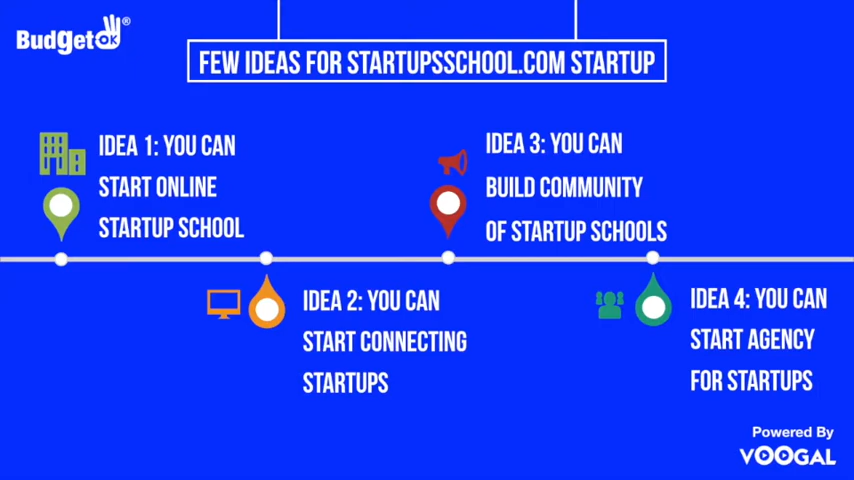 BudgetOK®
FEW IDEAS FOR STARTUPSSCHOOL.COM STARTUP
IDEA 1: YOU CAN
START ONLINE
STARTUP SCHOOL
IDEA 2: YOU CAN
START CONNECTING
STARTUPS
IDEA 3: YOU CAN
BUILD COMMUNITY
OF STARTUP SCHOOLS
IDEA 4: YOU CAN
START AGENCY
FOR STARTUPS
Powered By
VOOGAL